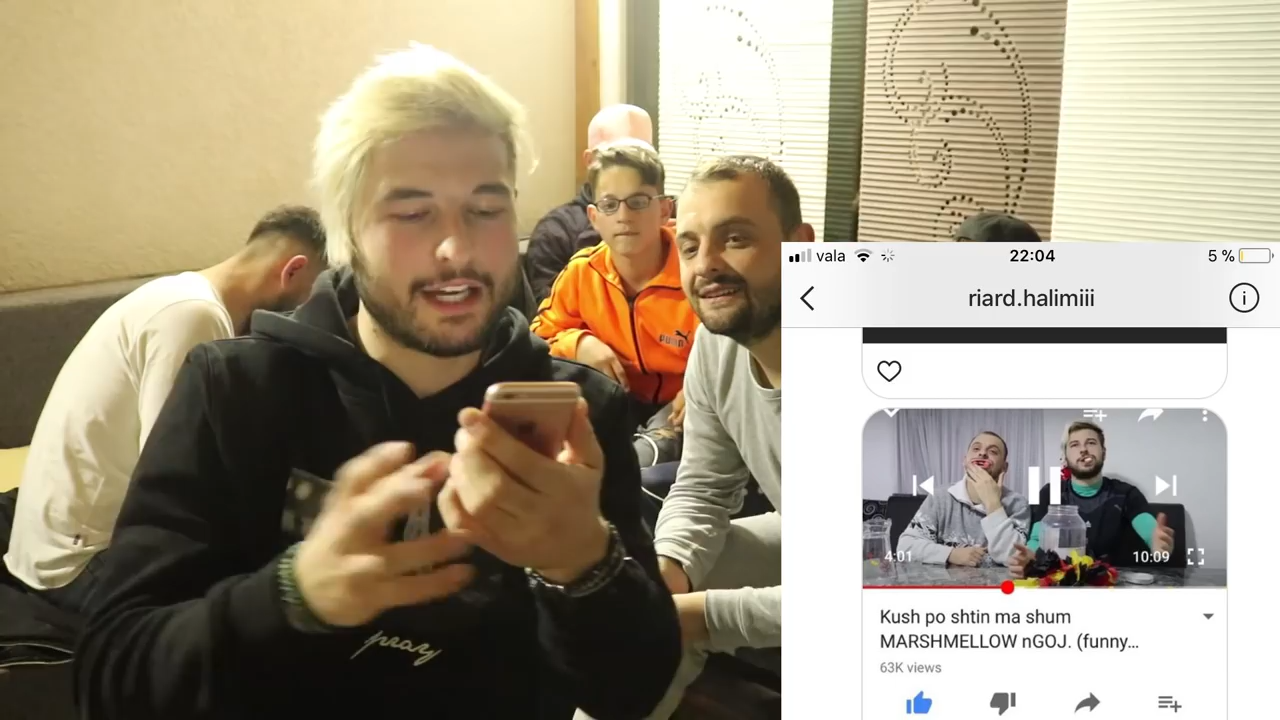 vala
22:04
5 %
riard.halimiii
4:01
10:09
Kush po shtin ma shum
MARSHMELLOW nGOJ. (funny…
63K views
PUMA
pray